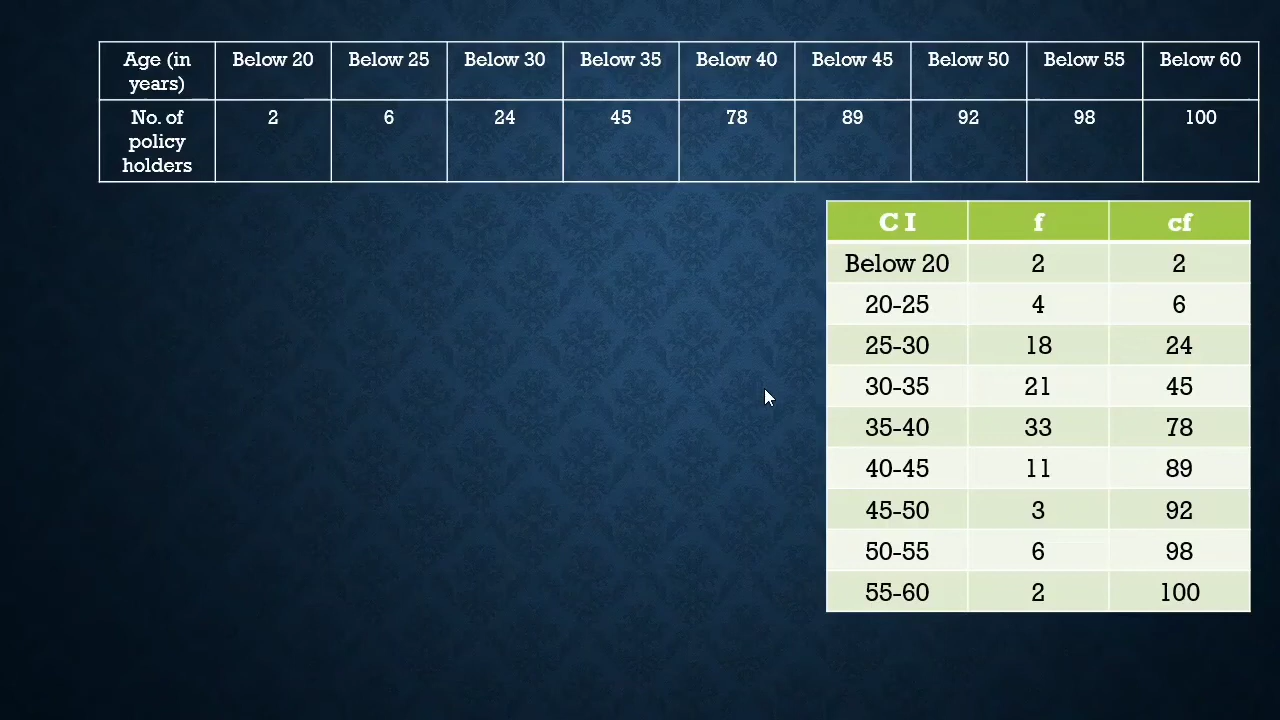 Age (in years) Below 20 Below 25 Below 30 Below 35 Below 40 Below 45 Below 50 Below 55 Below 60
No. of policy holders 2 6 24 45 78 89 92 98 100
C I f cf
Below 20 2 2
20-25 4 6
25-30 18 24
30-35 21 45
35-40 33 78
40-45 11 89
45-50 3 92
50-55 6 98
55-60 2 100